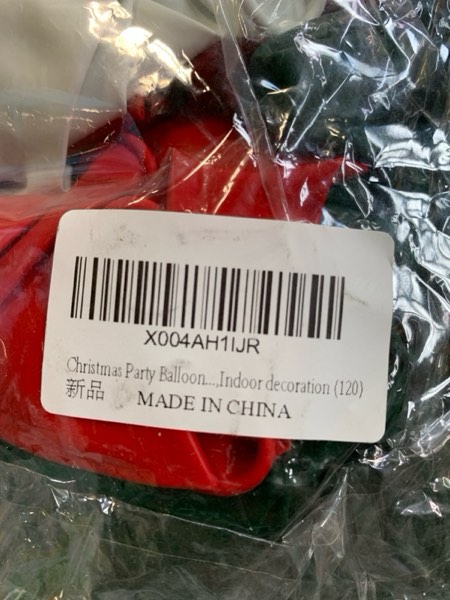 X004AH1IJR
Christmas Party Balloon...,Indoor decoration (120)
新品
MADE IN CHINA